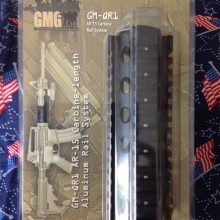 GMG
GM-QR1
AR-15 Carbine
Rail System
GM-QR1 AR-15 Carbine-length
Aluminum Rail System